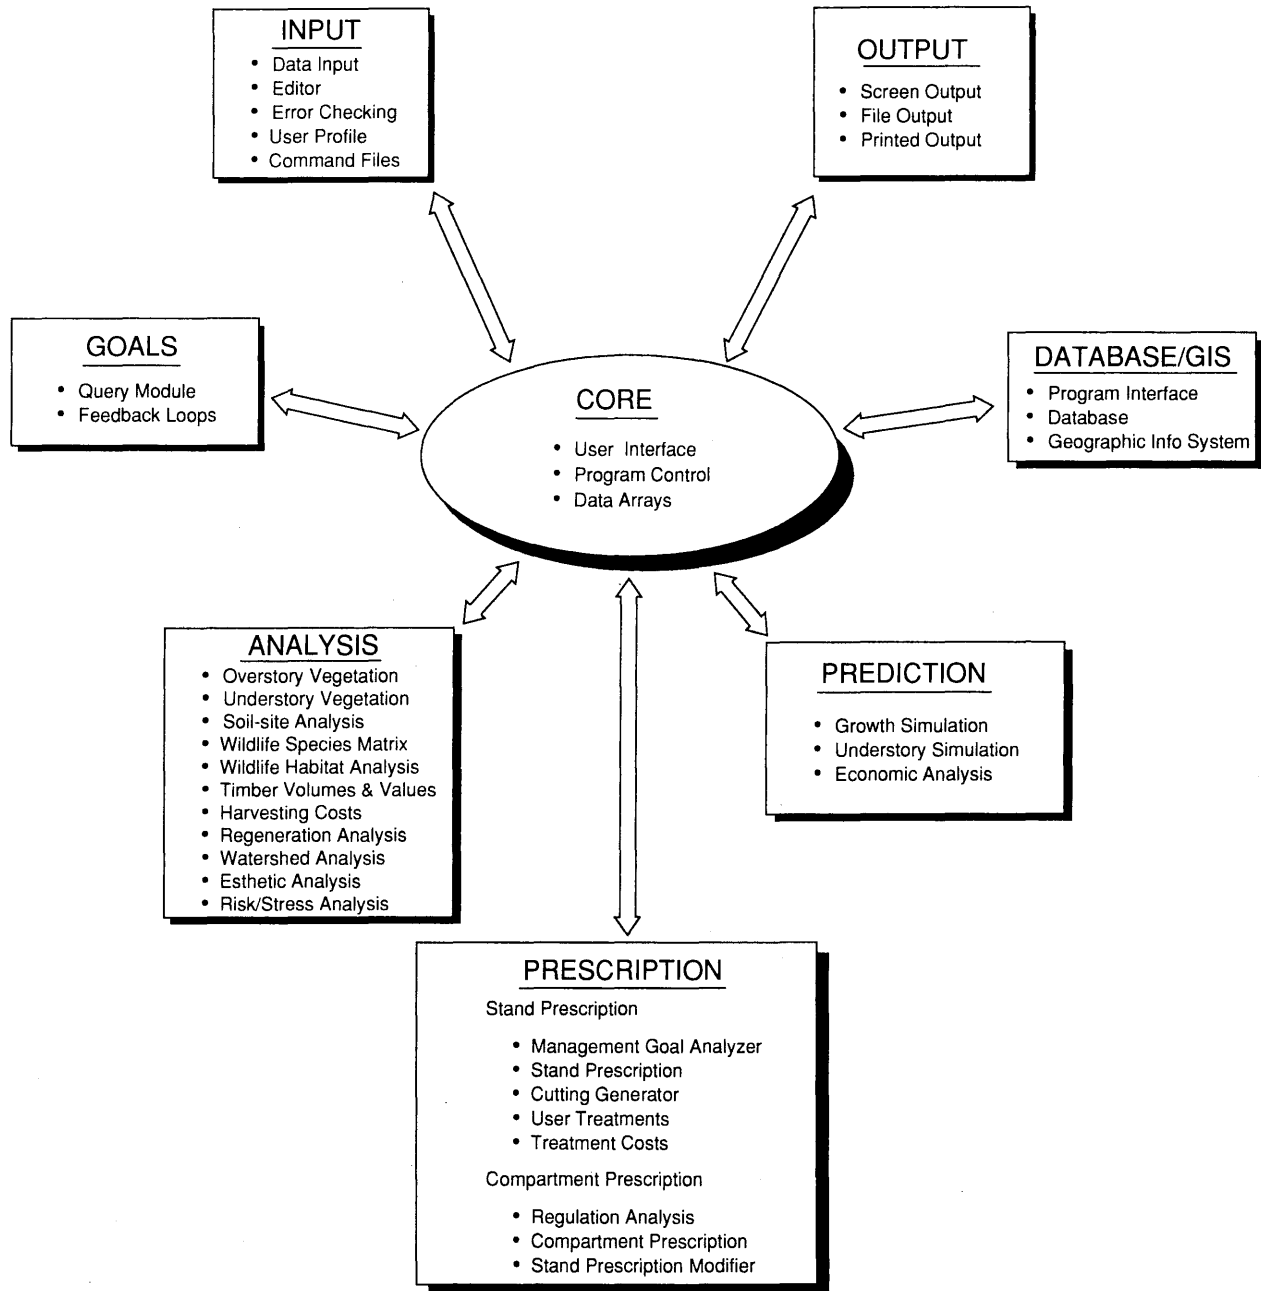 INPUT
• Data Input
• Editor
• Error Checking
• User Profile
• Command Files
OUTPUT
• Screen Output
• File Output
• Printed Output
GOALS
• Query Module
• Feedback Loops
CORE
• User Interface
• Program Control
• Data Arrays
DATABASE/GIS
• Program Interface
• Database
• Geographic Info System
ANALYSIS
• Overstory Vegetation
• Understory Vegetation
• Soil-site Analysis
• Wildlife Species Matrix
• Wildlife Habitat Analysis
• Timber Volumes & Values
• Harvesting Costs
• Regeneration Analysis
• Watershed Analysis
• Esthetic Analysis
• Risk/Stress Analysis
PREDICTION
• Growth Simulation
• Understory Simulation
• Economic Analysis
PRESCRIPTION
Stand Prescription
• Management Goal Analyzer
• Stand Prescription
• Cutting Generator
• User Treatments
• Treatment Costs
Compartment Prescription
• Regulation Analysis
• Compartment Prescription
• Stand Prescription Modifier